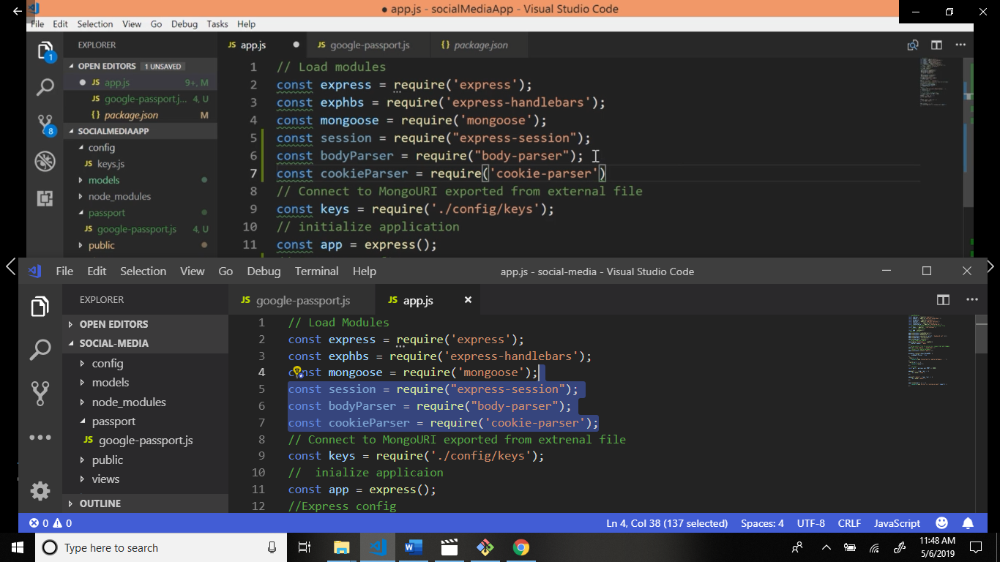 ● app.js - socialMediaApp - Visual Studio Code
File Edit Selection View Go Debug Tasks Help
EXPLORER
OPEN EDITORS 1 UNSAVED
JS app.js 9+, M
JS google-passport.j... 4, U
{} package.json M
SOCIALMEDIAAPP
config
JS keys.js
models
node_modules
passport
JS google-passport.js 4, U
public
1
8
JS app.js ●
JS google-passport.js
{} package.json
1 // Load modules
2 const express = require('express');
3 const exphbs = require('express-handlebars');
4 const mongoose = require('mongoose');
5 const session = require("express-session");
6 const bodyParser = require("body-parser");
7 const cookieParser = require('cookie-parser')
8 // Connect to MongoURI exported from external file
9 const keys = require('./config/keys');
10 // initialize application
11 const app = express();
File Edit Selection View Go Debug Terminal Help
app.js - social-media - Visual Studio Code
EXPLORER
OPEN EDITORS
SOCIAL-MEDIA
config
models
node_modules
passport
JS google-passport.js
public
views
OUTLINE
JS google-passport.js
JS app.js ×
1 // Load Modules
2 const express = require('express');
3 const exphbs = require('express-handlebars');
4 const mongoose = require('mongoose');
5 const session = require("express-session");
6 const bodyParser = require("body-parser");
7 const cookieParser = require('cookie-parser');
8 // Connect to MongoURI exported from extrenal file
9 const keys = require('./config/keys');
10 //  inialize applicaion
11 const app = express();
12 //Express config
0 0 Ln 4, Col 38 (137 selected) Spaces: 4 UTF-8 CRLF JavaScript
Type here to search
11:48 AM
5/6/2019